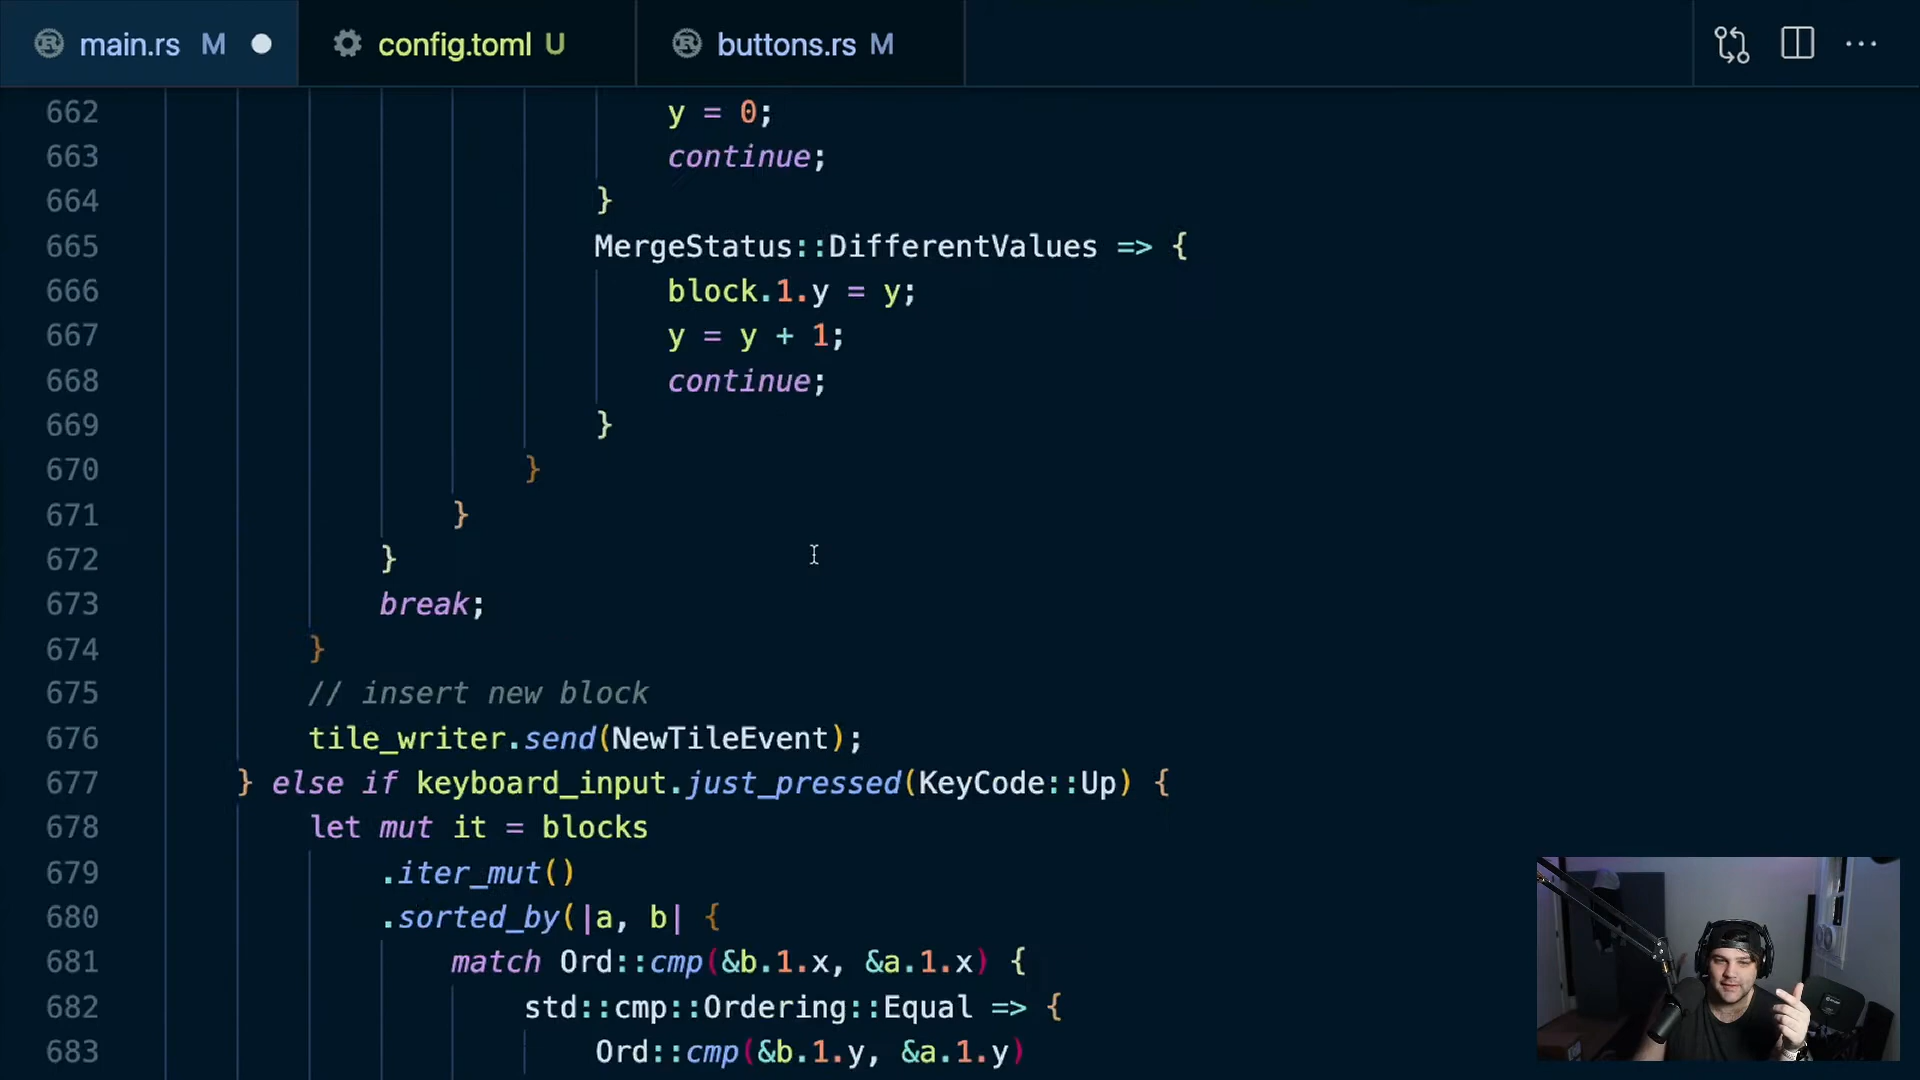 main.rs M
config.toml U
buttons.rs M
662 y = 0;
663 continue;
664 }
665 MergeStatus::DifferentValues => {
666 block.1.y = y;
667 y = y + 1;
668 continue;
669 }
670 }
671 }
672 }
673 break;
674 }
675 // insert new block
676 tile_writer.send(NewTileEvent);
677 } else if keyboard_input.just_pressed(KeyCode::Up) {
678 let mut it = blocks
679 .iter_mut()
680 .sorted_by(|a, b| {
681 match Ord::cmp(&b.1.x, &a.1.x) {
682 std::cmp::Ordering::Equal => {
683 Ord::cmp(&b.1.y, &a.1.y)